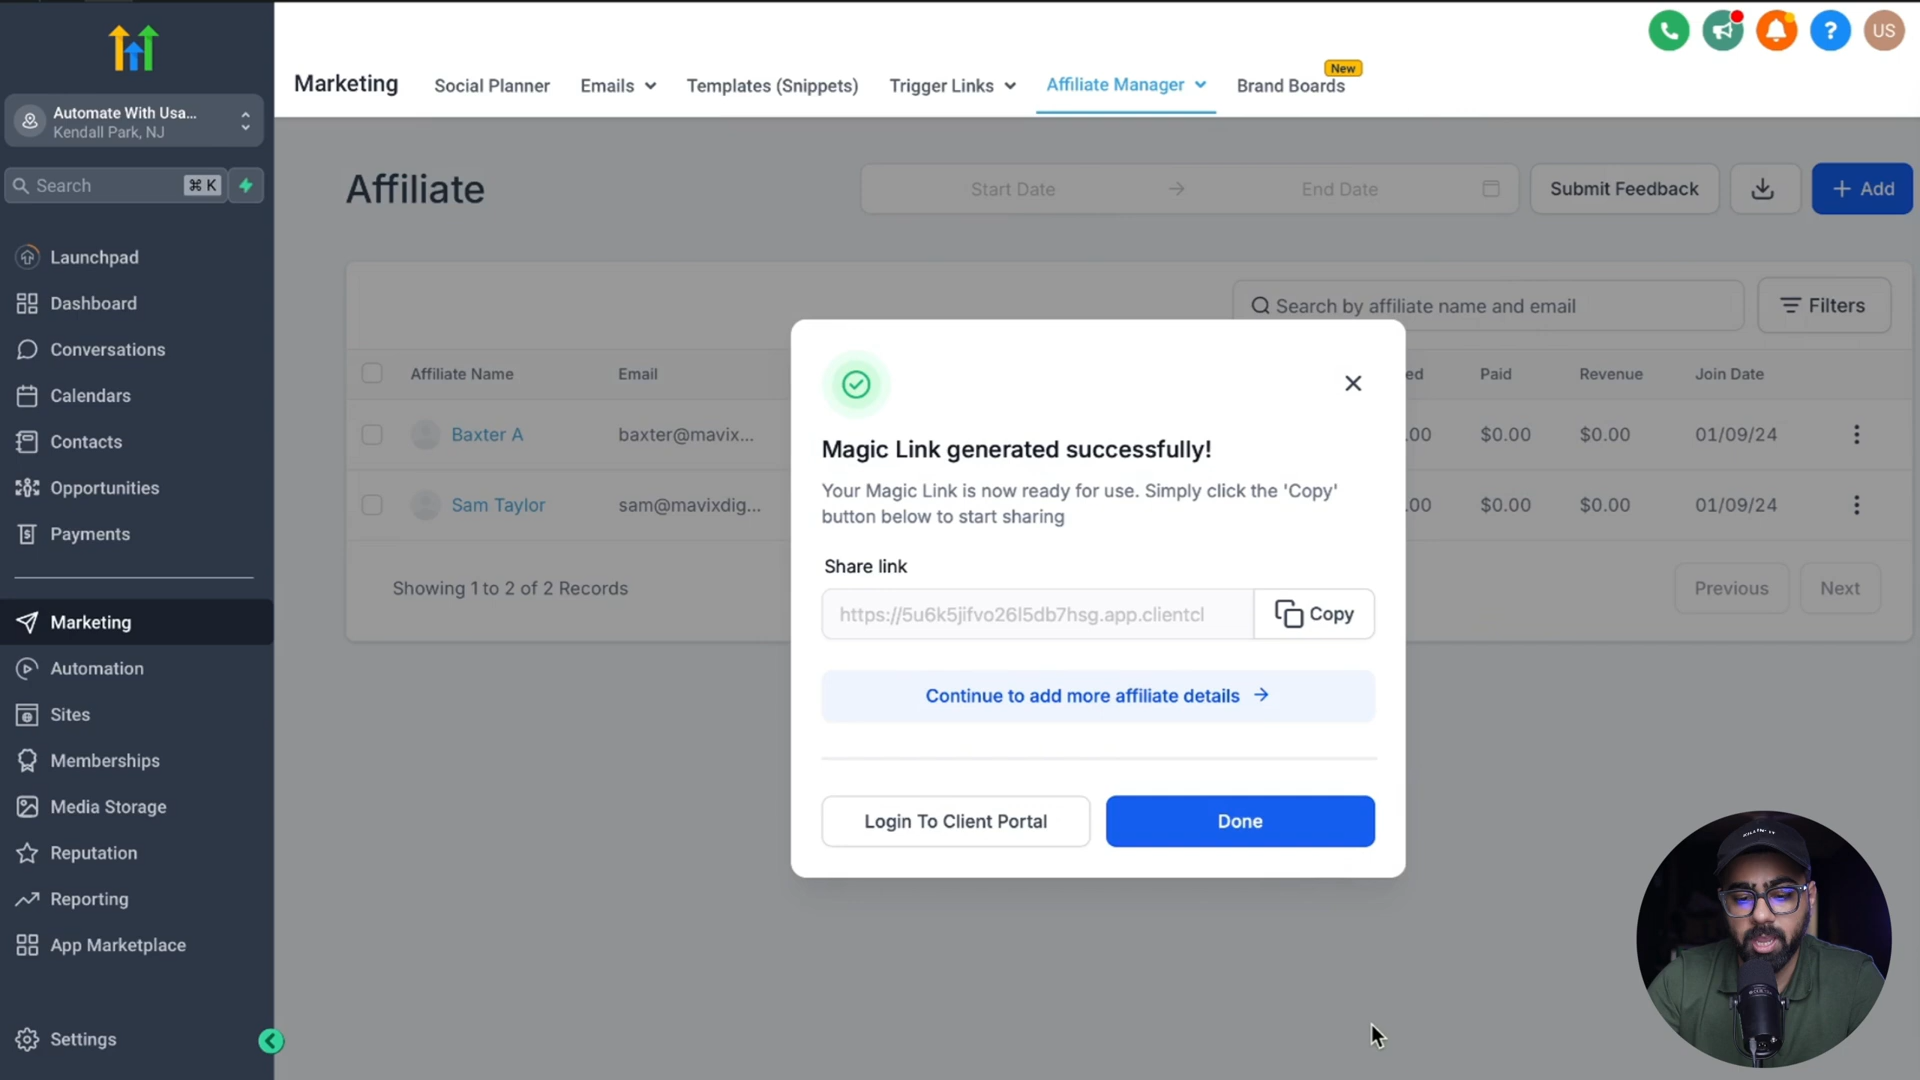 US
New
Marketing
Social Planner
Emails
Templates (Snippets)
Trigger Links
Affiliate Manager
Brand Boards
Automate With Usa...
Kendall Park, NJ
Search
⌘ K
Launchpad
Dashboard
Conversations
Calendars
Contacts
Opportunities
Payments
Marketing
Automation
Sites
Memberships
Media Storage
Reputation
Reporting
App Marketplace
Settings
Affiliate
Start Date
End Date
Submit Feedback
+ Add
Search by affiliate name and email
Filters
Affiliate Name
Email
ed
Paid
Revenue
Join Date
Baxter A
baxter@mavix...
.00
$0.00
$0.00
01/09/24
Sam Taylor
sam@mavixdig...
.00
$0.00
$0.00
01/09/24
Showing 1 to 2 of 2 Records
Previous
Next
Magic Link generated successfully!
Your Magic Link is now ready for use. Simply click the 'Copy'
button below to start sharing
Share link
https://5u6k5jifvo26l5db7hsg.app.clientcl
Copy
Continue to add more affiliate details
Login To Client Portal
Done